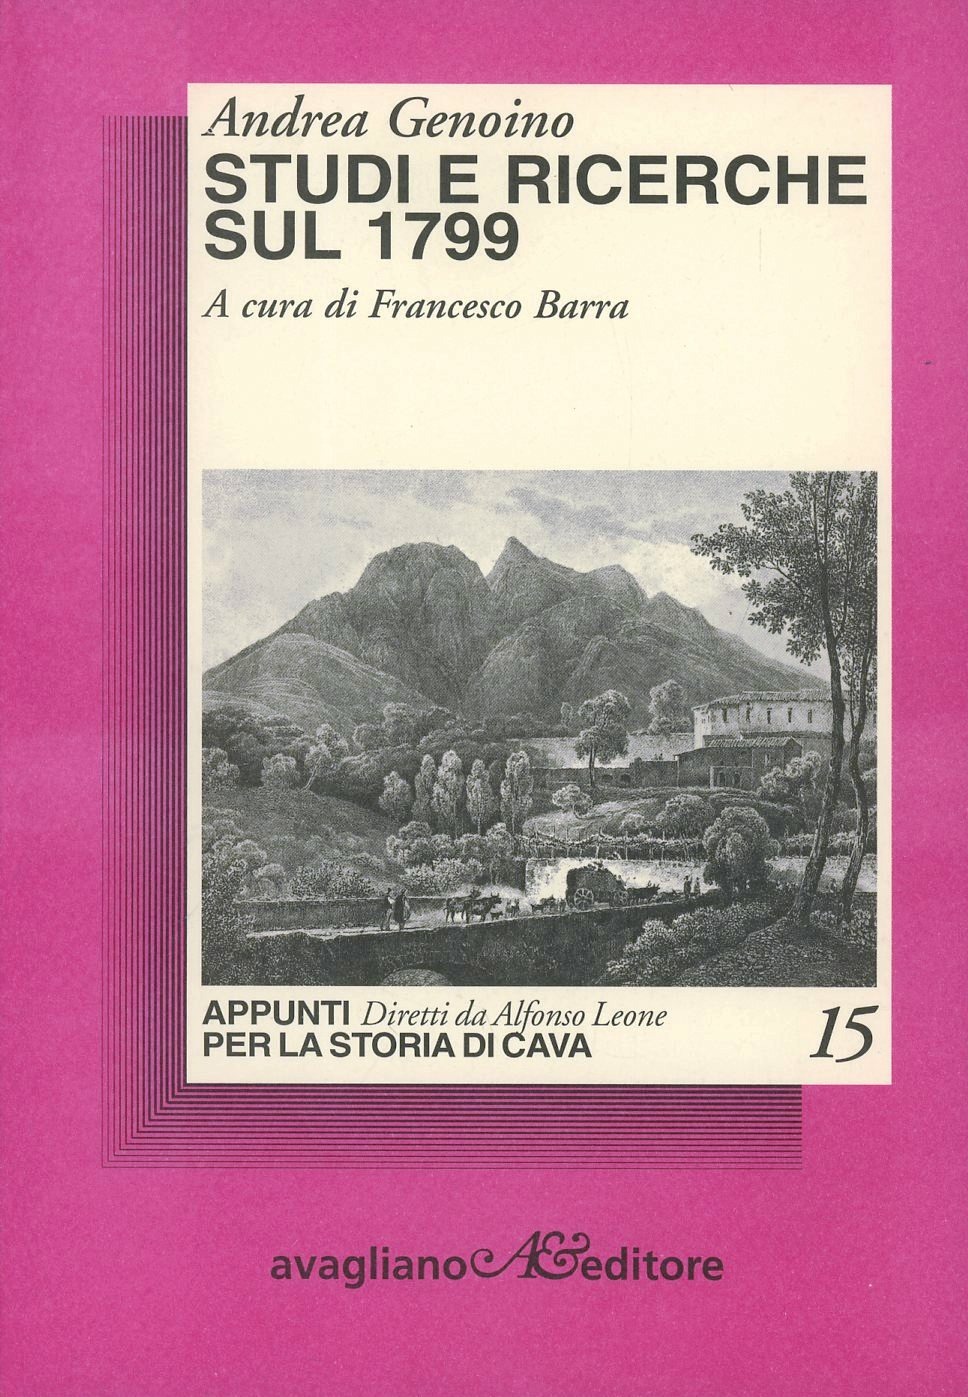 Andrea Genoino
STUDI E RICERCHE
SUL 1799
A cura di Francesco Barra
APPUNTI Diretti da Alfonso Leone
PER LA STORIA DI CAVA
15
avagliano A& editore